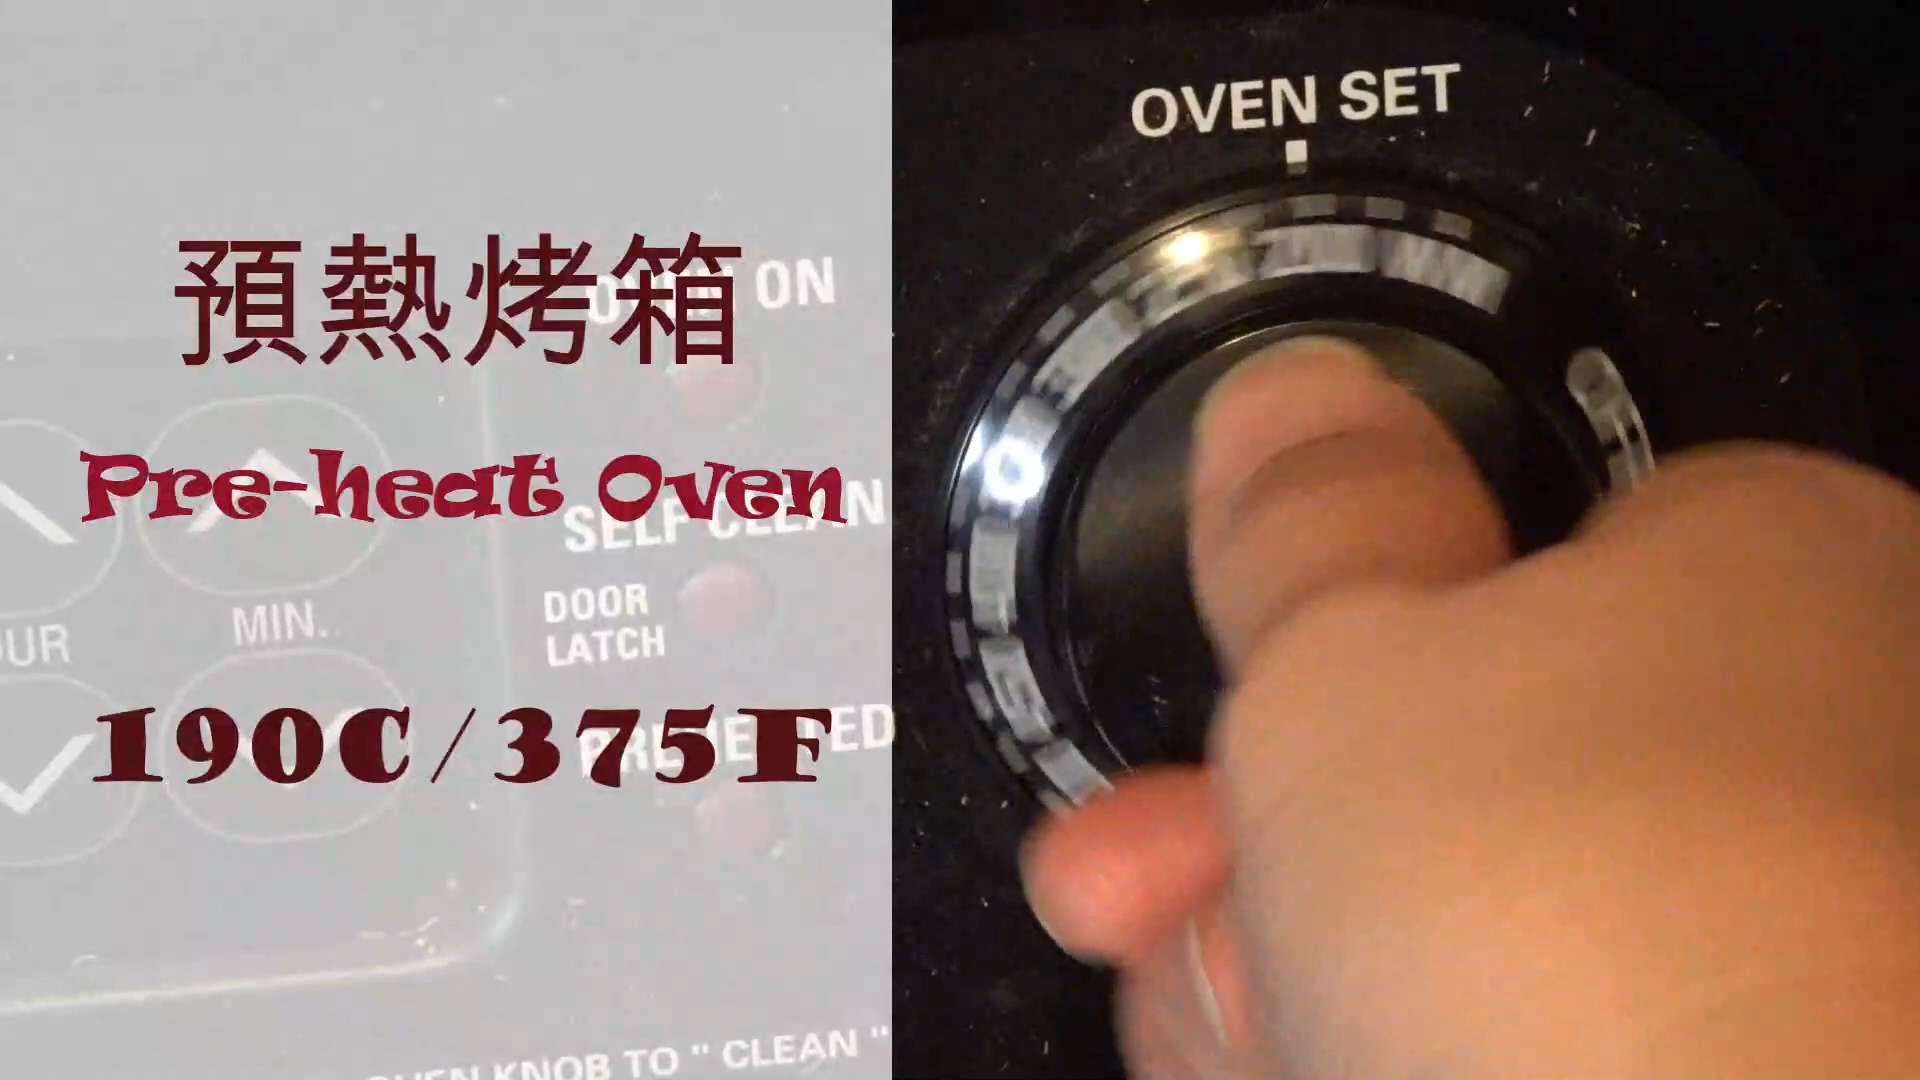 預熱烤箱
Pre-heat Oven
190C/375F
OVEN SET
ON
SELF CLEAN
DOOR
LATCH
MIN.
PREHEATED
OVEN KNOB TO " CLEAN "